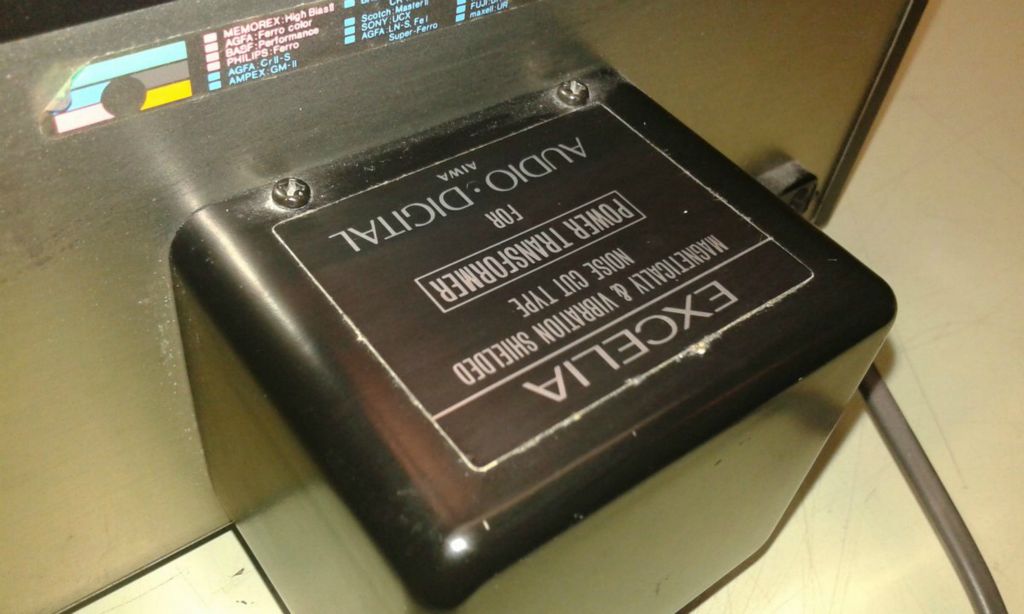 MEMOREX:High Bias II
AGFA:Ferro color
BASF:Performance
PHILIPS:Ferro
AGFA:CrII-S
AMPEX:GM-II
Scotch:Master II
SONY:UCX
AGFA:LN-S, Fe I
Super-Ferro
FUJI:
maxell:UR
EXCELIA
MAGNETICALLY & VIBRATION SHIELDED
NOISE CUT TYPE
POWER TRANSFORMER
FOR
AUDIO·DIGITAL
AIWA